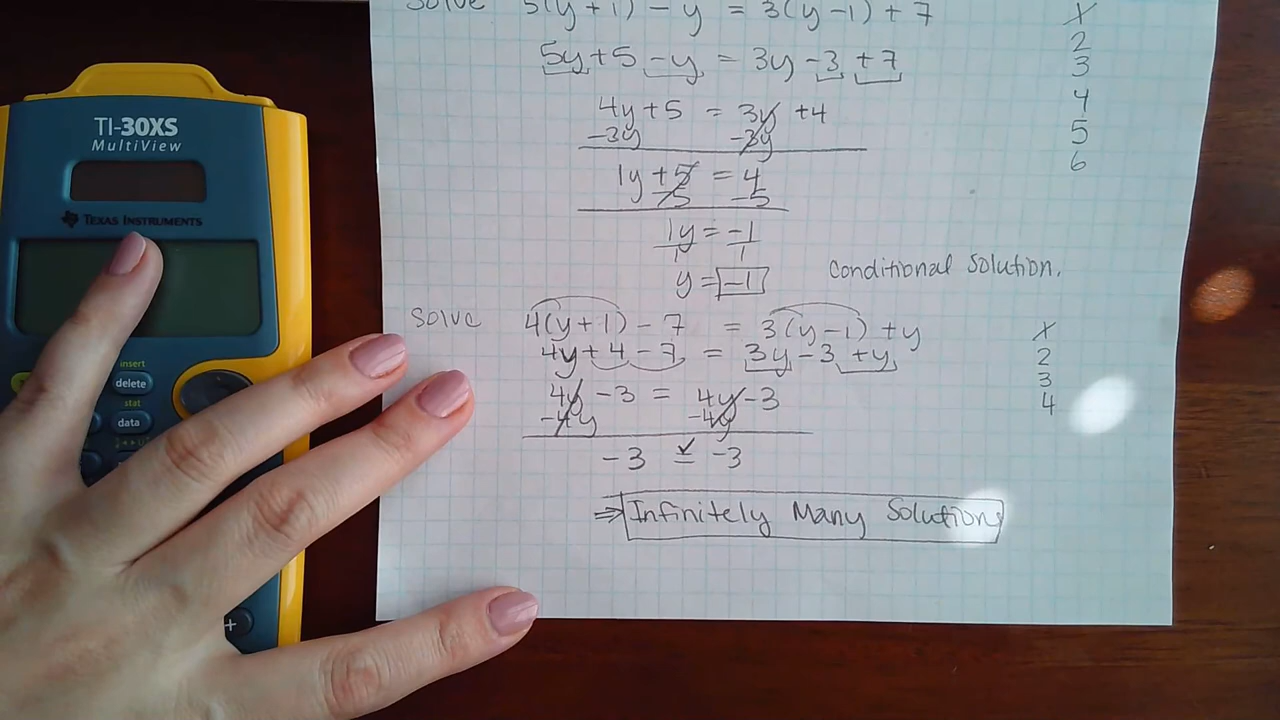 Solve 5(y+1) - y = 3(y-1) + 7
5y + 5 - y = 3y - 3 + 7
4y + 5 = 3y + 4
-3y -3y
1y + 5 = 4
-5 -5
1y = -1
1 1
y = -1
Conditional Solution.
X
2
3
4
5
6
Solve 4(y+1) - 7 = 3(y-1) + y
4y + 4 - 7 = 3y - 3 + y
4y - 3 = 4y - 3
-4y -4y
-3 = -3
⇒ Infinitely Many Solutions
X
2
3
4
TI-30XS
MultiView
TEXAS INSTRUMENTS
insert
delete
stat
data
+